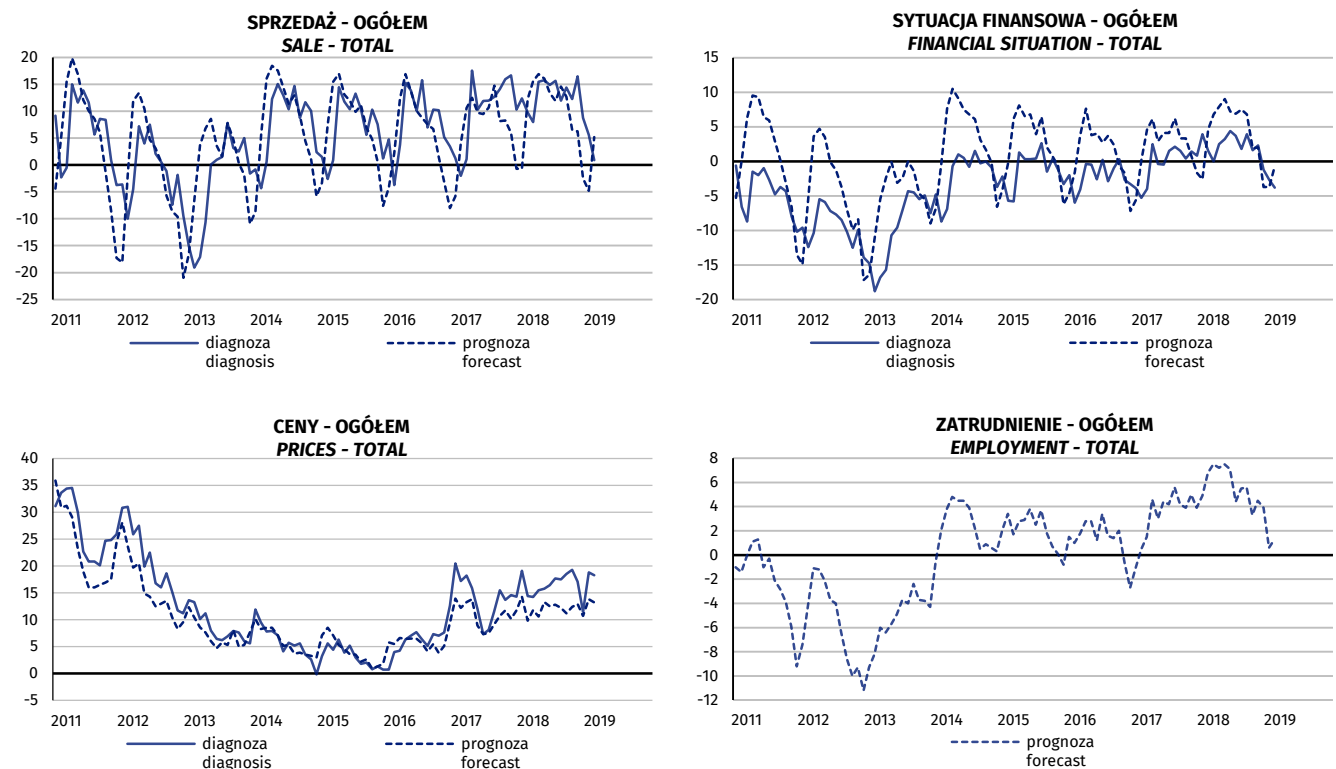 SPRZEDAŻ - OGÓŁEM
SALE - TOTAL
20
15
10
5
0
-5
-10
-15
-20
-25
2011 2012 2013 2014 2015 2016 2017 2018 2019
diagnoza prognoza
diagnosis forecast
SYTUACJA FINANSOWA - OGÓŁEM
FINANCIAL SITUATION - TOTAL
15
10
5
0
-5
-10
-15
-20
2011 2012 2013 2014 2015 2016 2017 2018 2019
diagnoza prognoza
diagnosis forecast
CENY - OGÓŁEM
PRICES - TOTAL
40
35
30
25
20
15
10
5
0
-5
2011 2012 2013 2014 2015 2016 2017 2018 2019
diagnoza prognoza
diagnosis forecast
ZATRUDNIENIE - OGÓŁEM
EMPLOYMENT - TOTAL
8
6
4
2
0
-2
-4
-6
-8
-10
-12
2011 2012 2013 2014 2015 2016 2017 2018 2019
prognoza
forecast